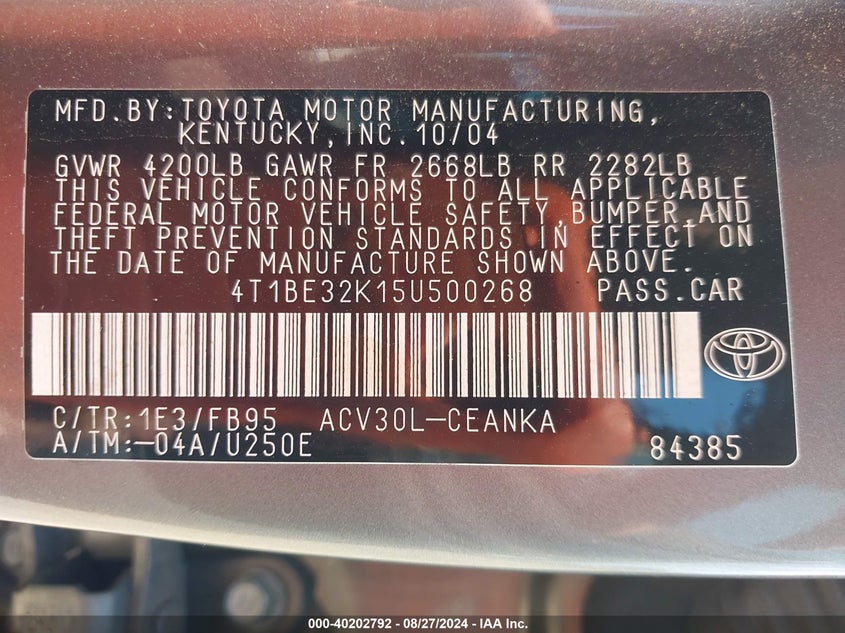 MFD.BY:TOYOTA MOTOR MANUFACTURING,
KENTUCKY,INC.10/04
GVWR 4200LB GAWR FR 2668LB RR 2282LB
THIS VEHICLE CONFORMS TO ALL APPLICABLE
FEDERAL MOTOR VEHICLE SAFETY,BUMPER,AND
THEFT PREVENTION STANDARDS IN EFFECT ON
THE DATE OF MANUFACTURE SHOWN ABOVE.
4T1BE32K15U500268 PASS.CAR
C/TR:1E3/FB95 ACV30L-CEANKA
A/TM:-04A/U250E 84385
000-40202792 - 08/27/2024 - IAA Inc.